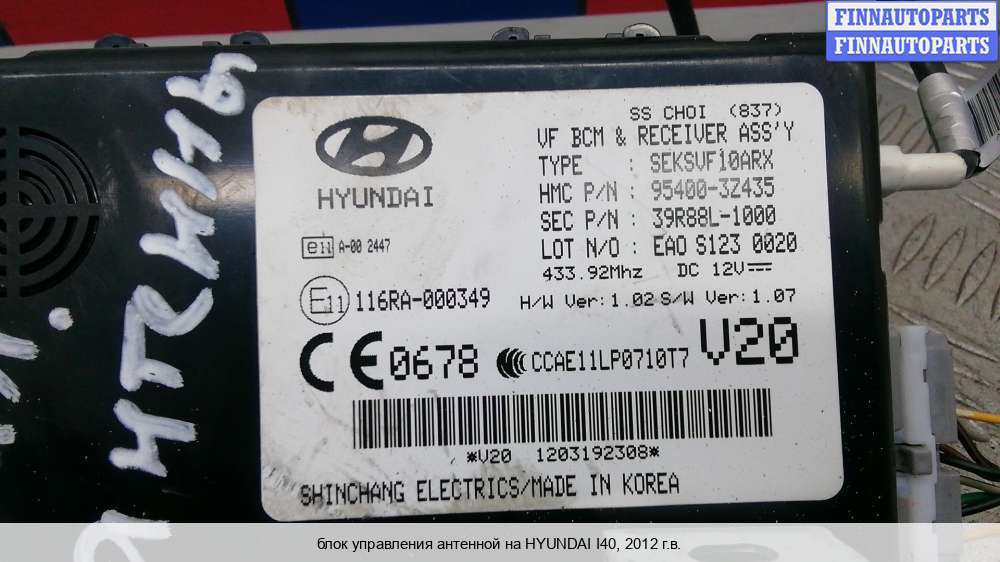 FINNAUTOPARTS
FINNAUTOPARTS
SS CHOI (837)
VF BCM & RECEIVER ASS'Y
TYPE : SEKSVF10ARX
HMC P/N : 95400-3Z435
SEC P/N : 39R88L-1000
LOT N/O : EAO S123 0020
433.92Mhz DC 12V
H/W Ver:1.02 S/W Ver:1.07
HYUNDAI
e11 A-00 2447
E11 116RA-000349
CE 0678 CCAE11LP0710T7 V20
*V20 1203192308*
SHINCHANG ELECTRICS/MADE IN KOREA
блок управления антенной на HYUNDAI I40, 2012 г.в.